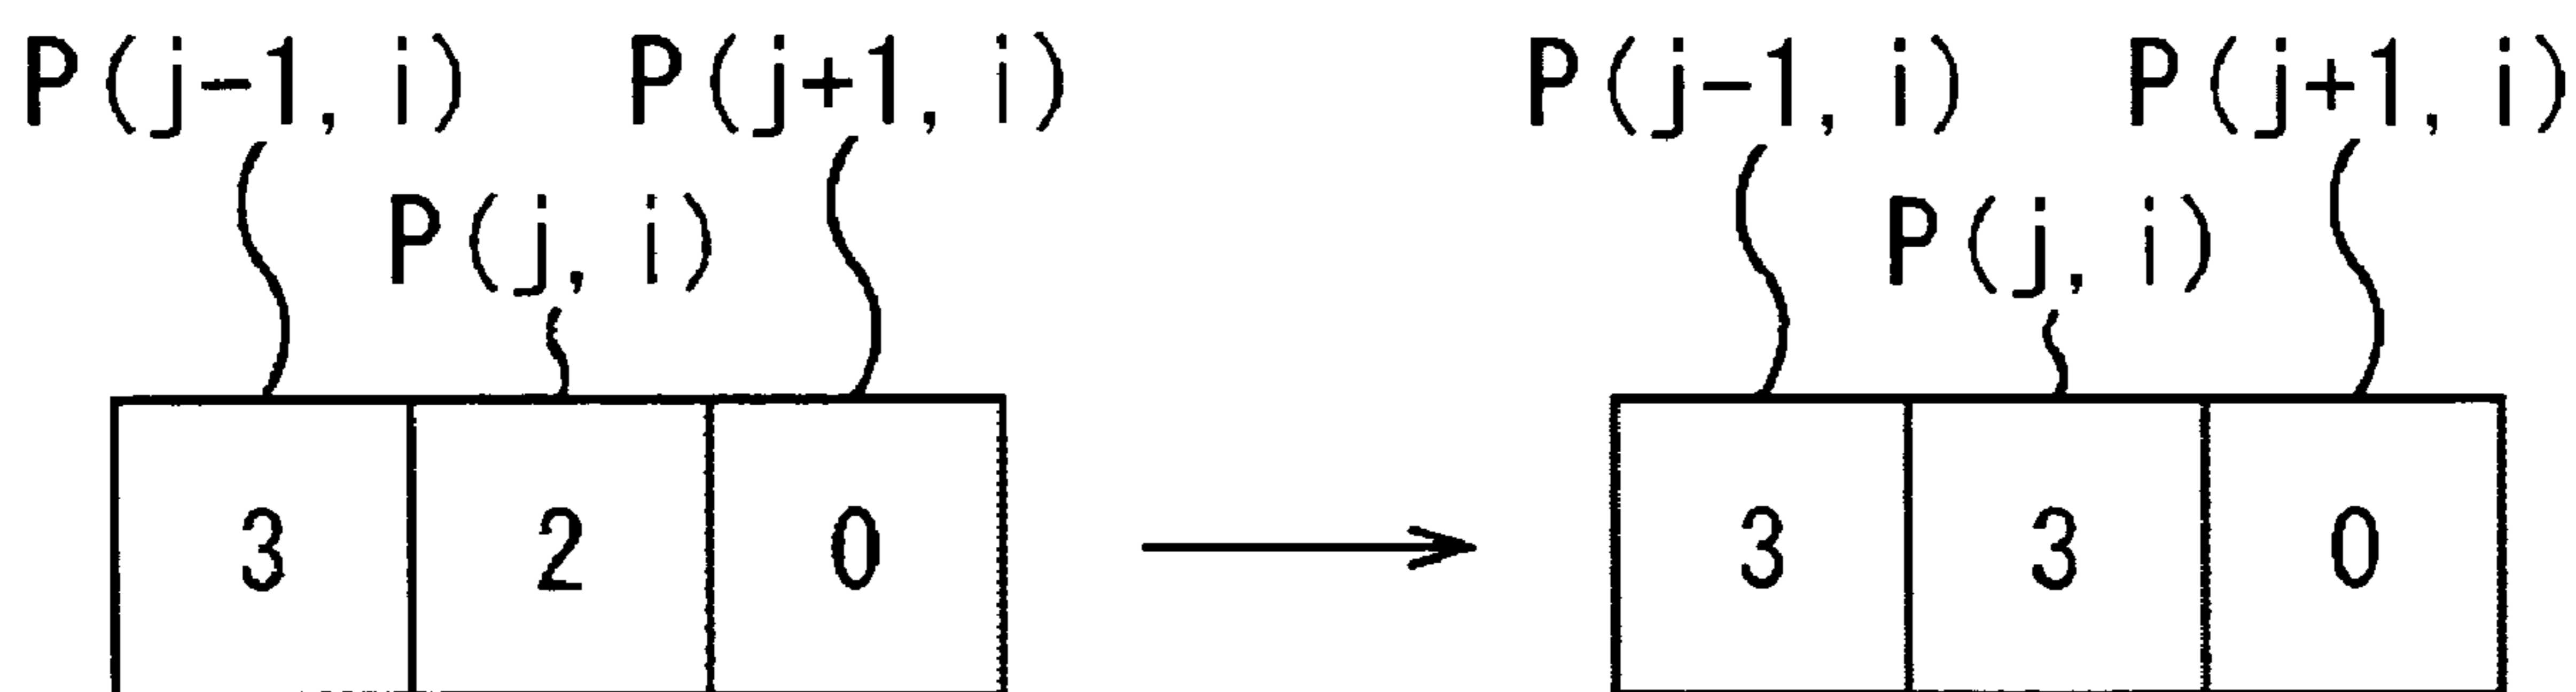 P(j-1, i) P(j+1, i) P(j-1, i) P(j+1, i)
P(j, i) P(j, i)
3 2 0 3 3 0